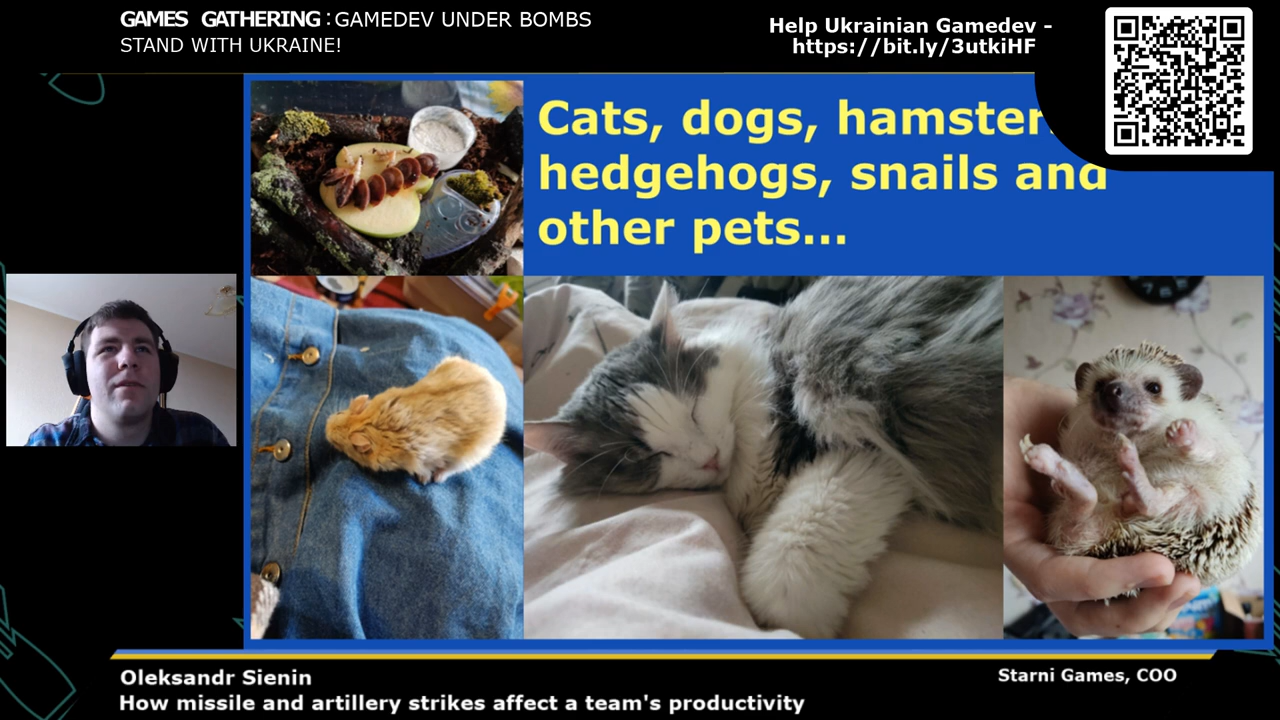 GAMES GATHERING : GAMEDEV UNDER BOMBS
STAND WITH UKRAINE!
Help Ukrainian Gamedev –
https://bit.ly/3utkiHF
Cats, dogs, hamster
hedgehogs, snails and
other pets...
Oleksandr Sienin
How missile and artillery strikes affect a team's productivity
Starni Games, COO